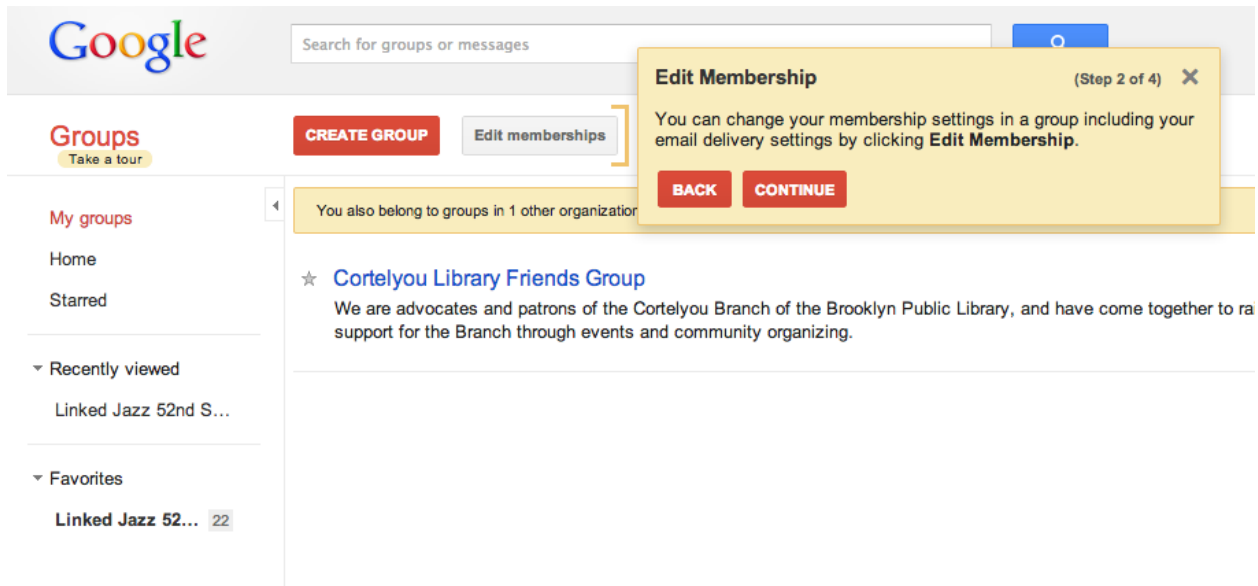 Google
Search for groups or messages
Edit Membership
(Step 2 of 4)
You can change your membership settings in a group including your
email delivery settings by clicking Edit Membership.
BACK
CONTINUE
Groups
Take a tour
CREATE GROUP
Edit memberships
You also belong to groups in 1 other organization
My groups
Home
Starred
Recently viewed
Linked Jazz 52nd S...
Favorites
Linked Jazz 52... 22
Cortelyou Library Friends Group
We are advocates and patrons of the Cortelyou Branch of the Brooklyn Public Library, and have come together to
support for the Branch through events and community organizing.